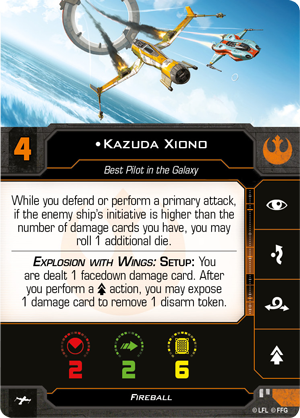 4
• Kazuda Xiono
Best Pilot in the Galaxy
While you defend or perform a primary attack,
if the enemy ship's initiative is higher than the
number of damage cards you have, you may
roll 1 additional die.
Explosion with Wings: Setup: You
are dealt 1 facedown damage card. After
you perform a action, you may expose
1 damage card to remove 1 disarm token.
2 2 6
Fireball
© LFL © FFG